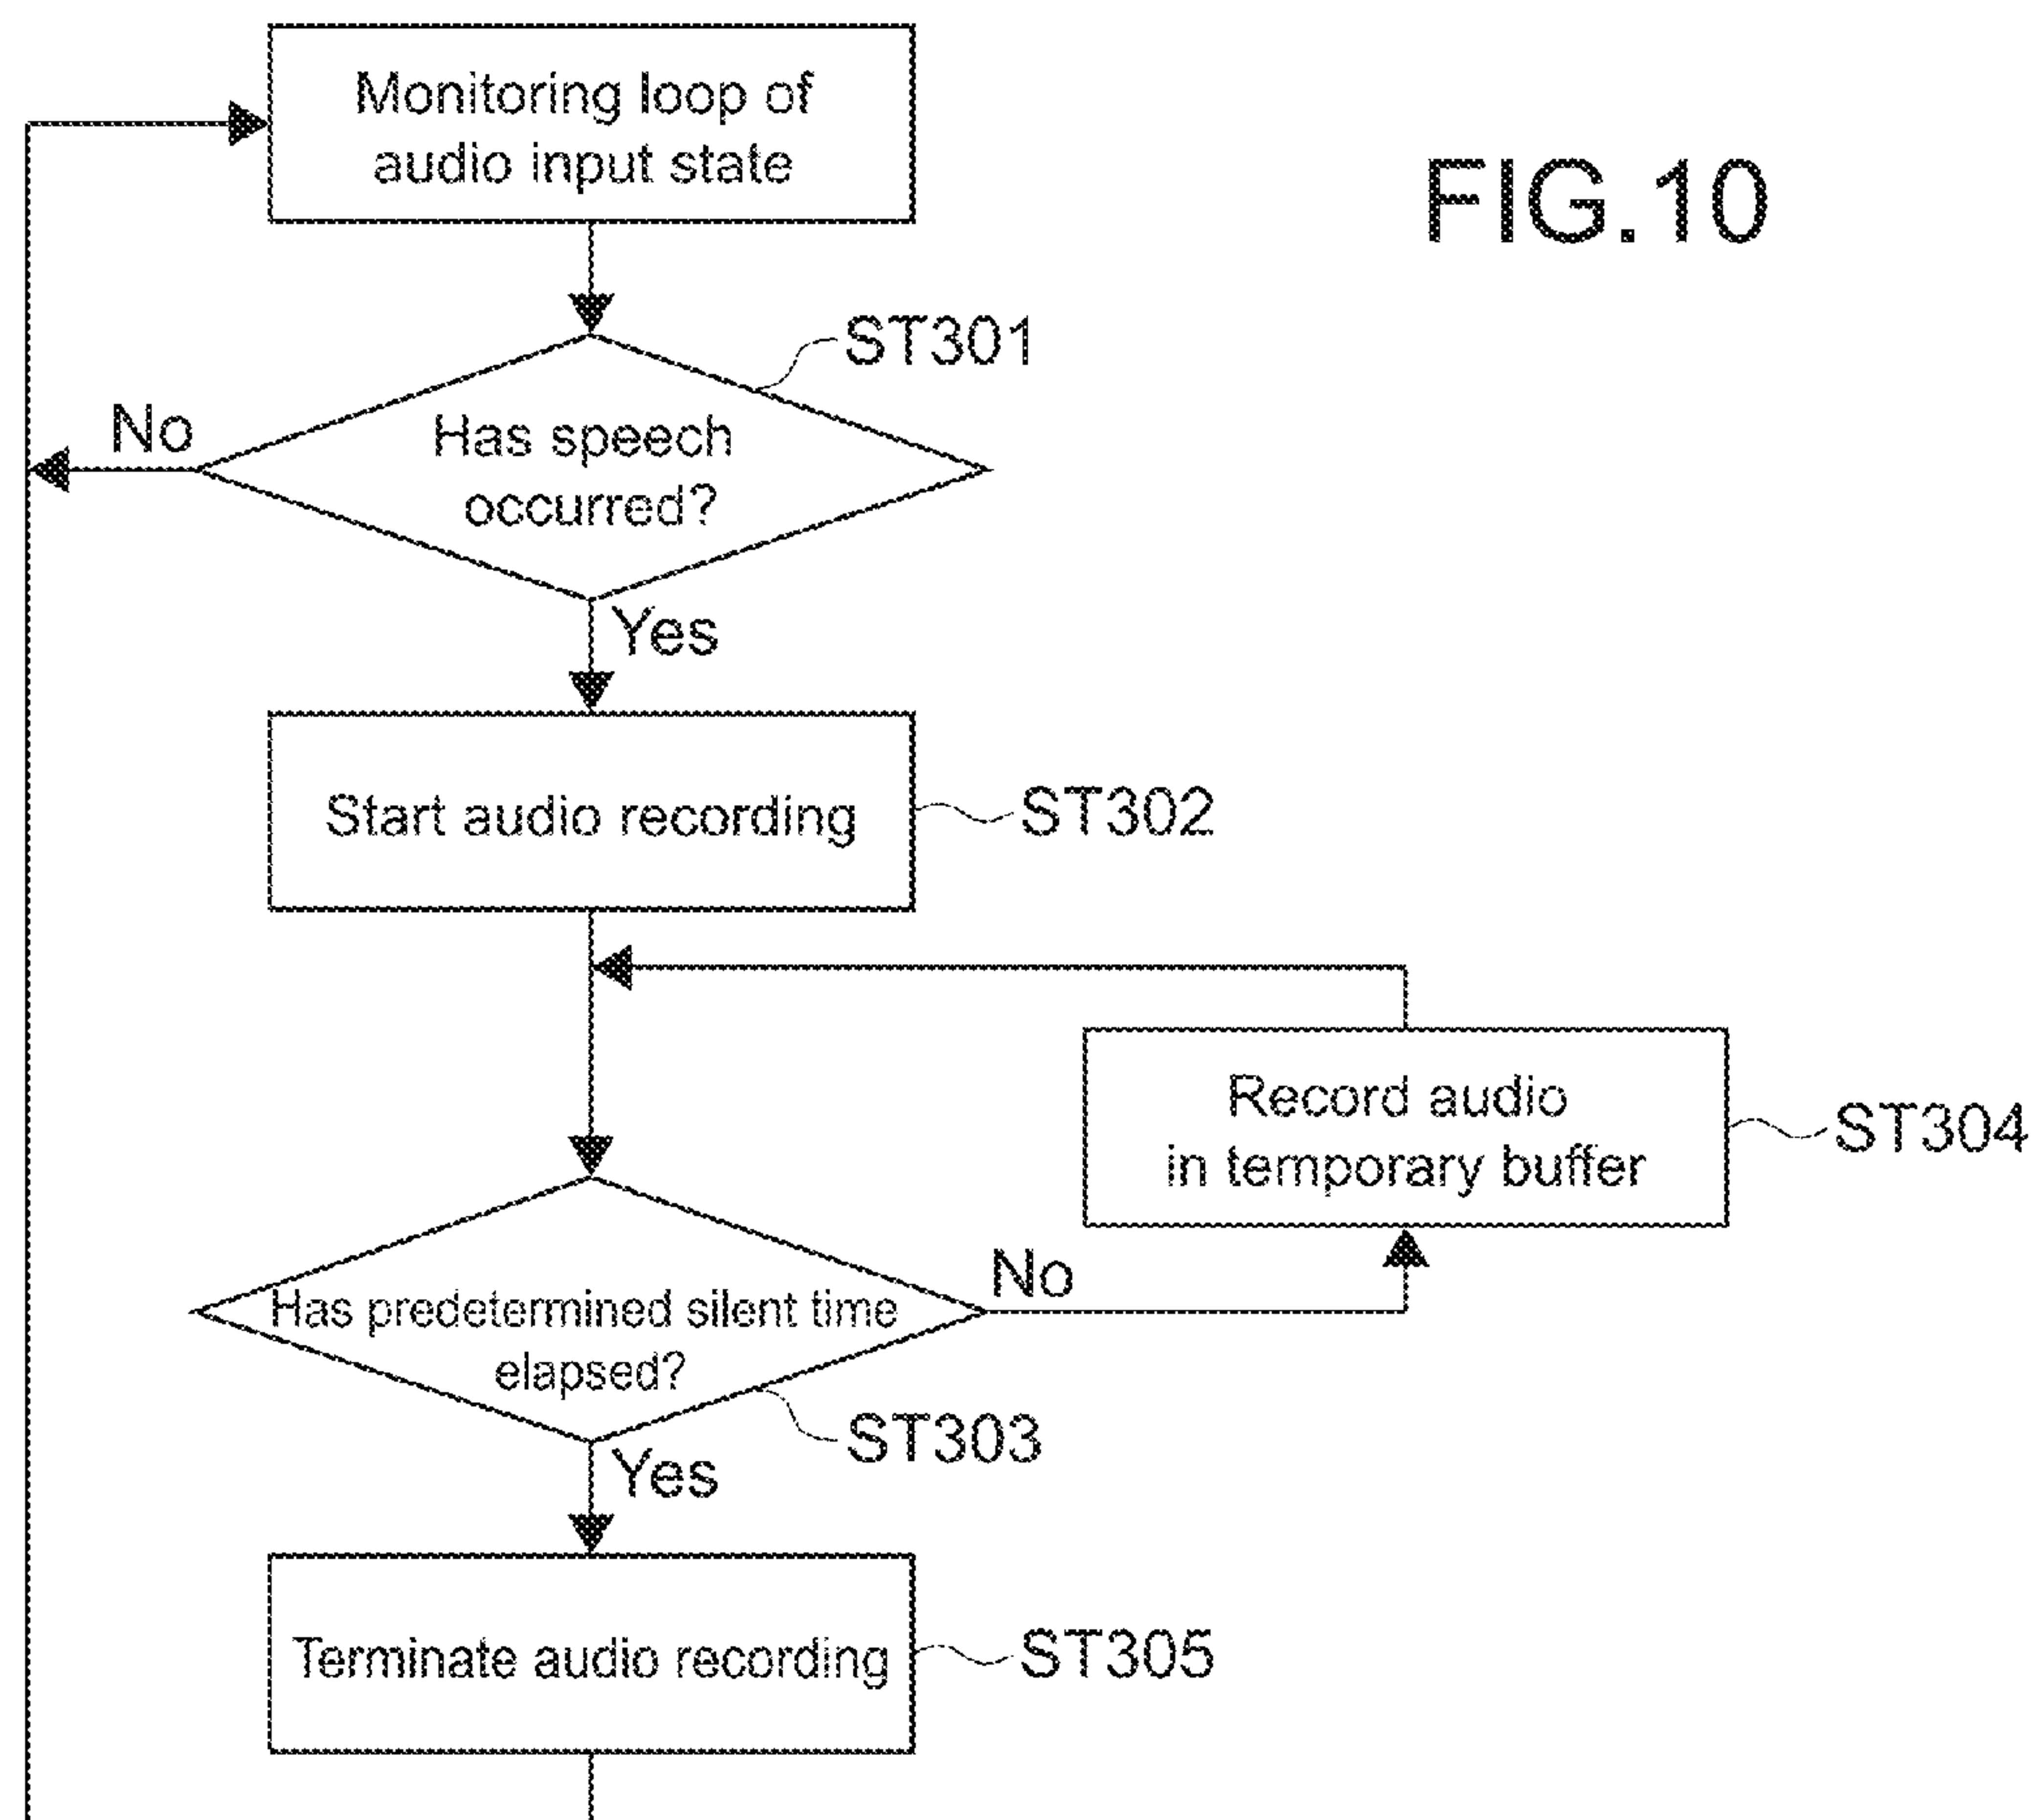 Monitoring loop of
audio input state
FIG.10
ST301
No
Has speech
occurred?
Yes
Start audio recording
ST302
Record audio
in temporary buffer
ST304
Has predetermined silent time
elapsed?
No
ST303
Yes
Terminate audio recording
ST305